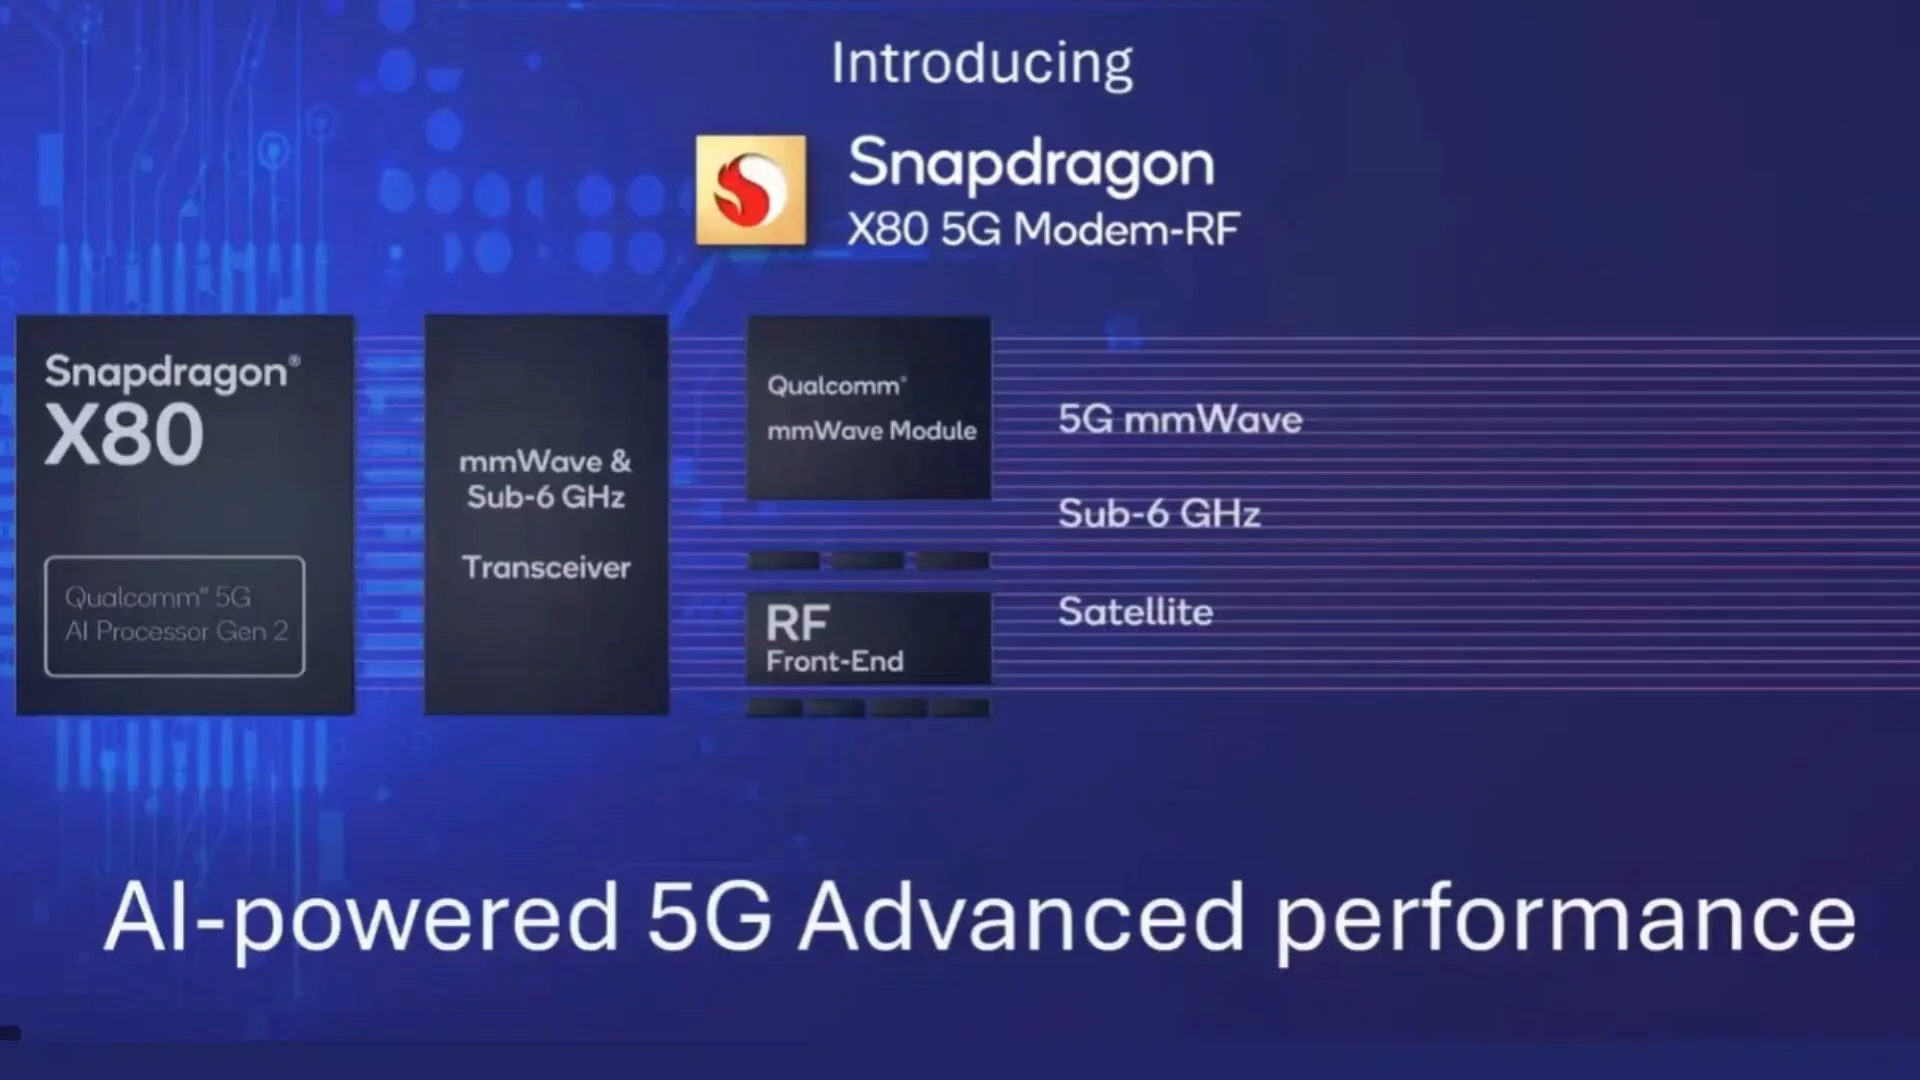 Introducing
Snapdragon
X80 5G Modem-RF
Snapdragon®
X80
Qualcomm® 5G
AI Processor Gen 2
mmWave &
Sub-6 GHz
Transceiver
Qualcomm®
mmWave Module
RF
Front-End
5G mmWave
Sub-6 GHz
Satellite
AI-powered 5G Advanced performance